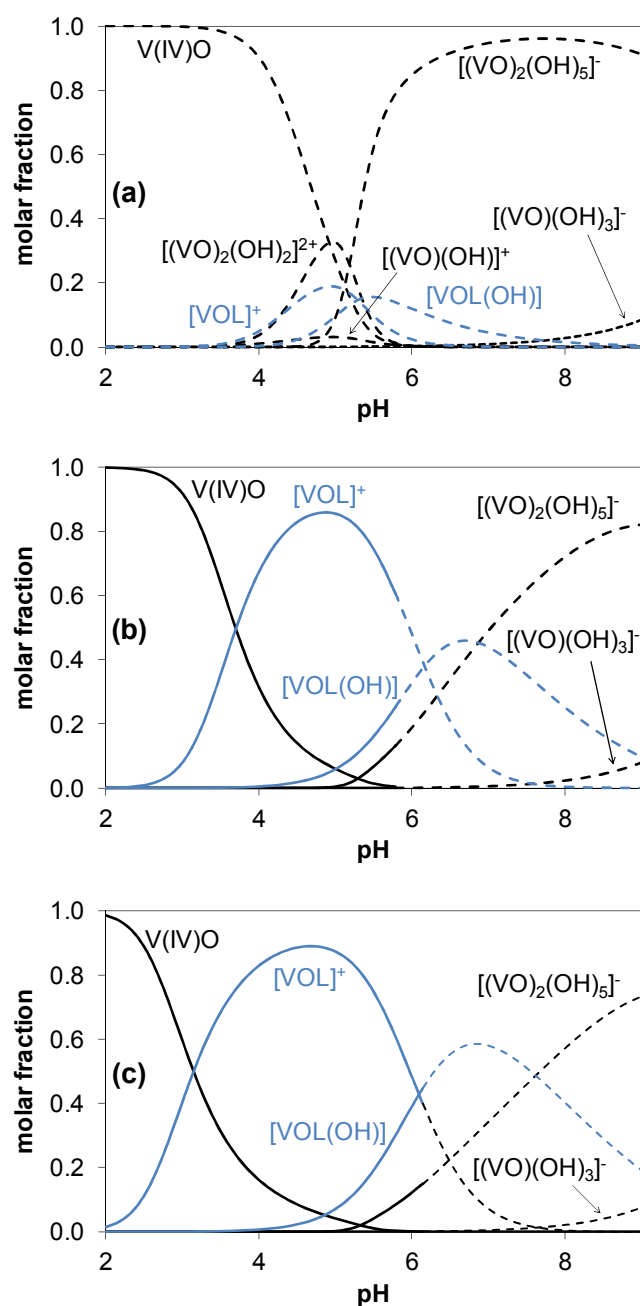 1.0
V(IV)O
[(VO)₂(OH)₅]⁻
0.8
0.6
molar fraction
(a)
0.4
[(VO)₂(OH)₂]²⁺
[(VO)(OH)₃]⁻
[(VO)(OH)]⁺
0.2
[VOL]⁺
[VOL(OH)]
0.0
2 4 6 8
pH
1.0
V(IV)O
[VOL]⁺
[(VO)₂(OH)₅]⁻
0.8
0.6
molar fraction
(b)
[(VO)(OH)₃]⁻
0.4
[VOL(OH)]
0.2
0.0
2 4 6 8
pH
1.0
V(IV)O
[VOL]⁺
[(VO)₂(OH)₅]⁻
0.8
0.6
molar fraction
(c)
0.4
[VOL(OH)]
[(VO)(OH)₃]⁻
0.2
0.0
2 4 6 8
pH